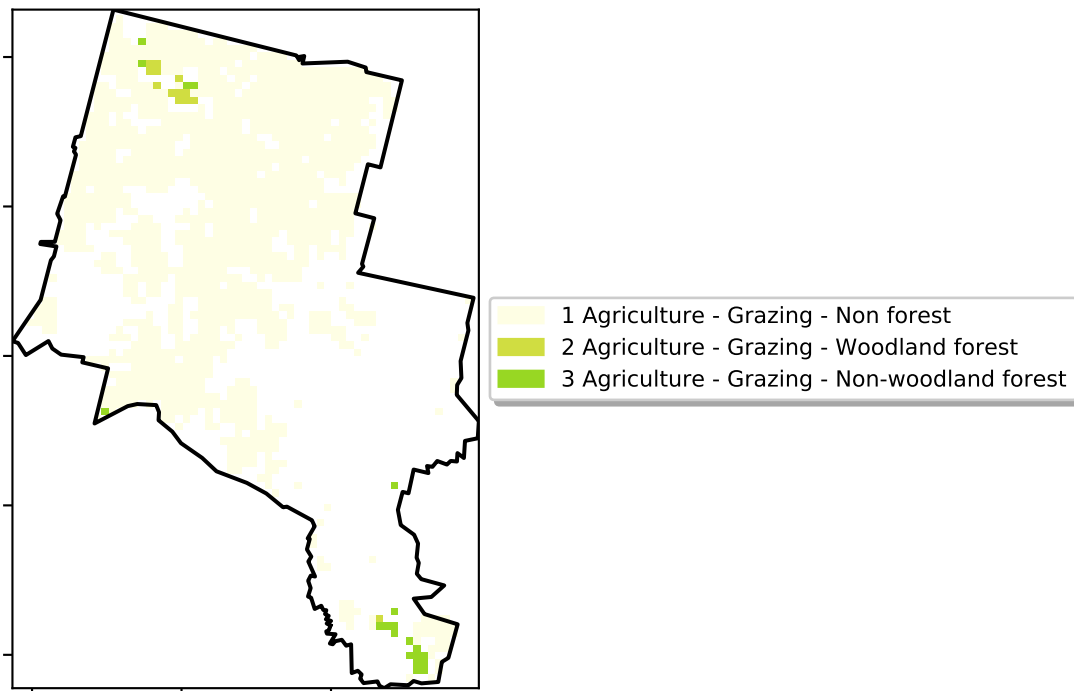 1 Agriculture - Grazing - Non forest
2 Agriculture - Grazing - Woodland forest
3 Agriculture - Grazing - Non-woodland forest